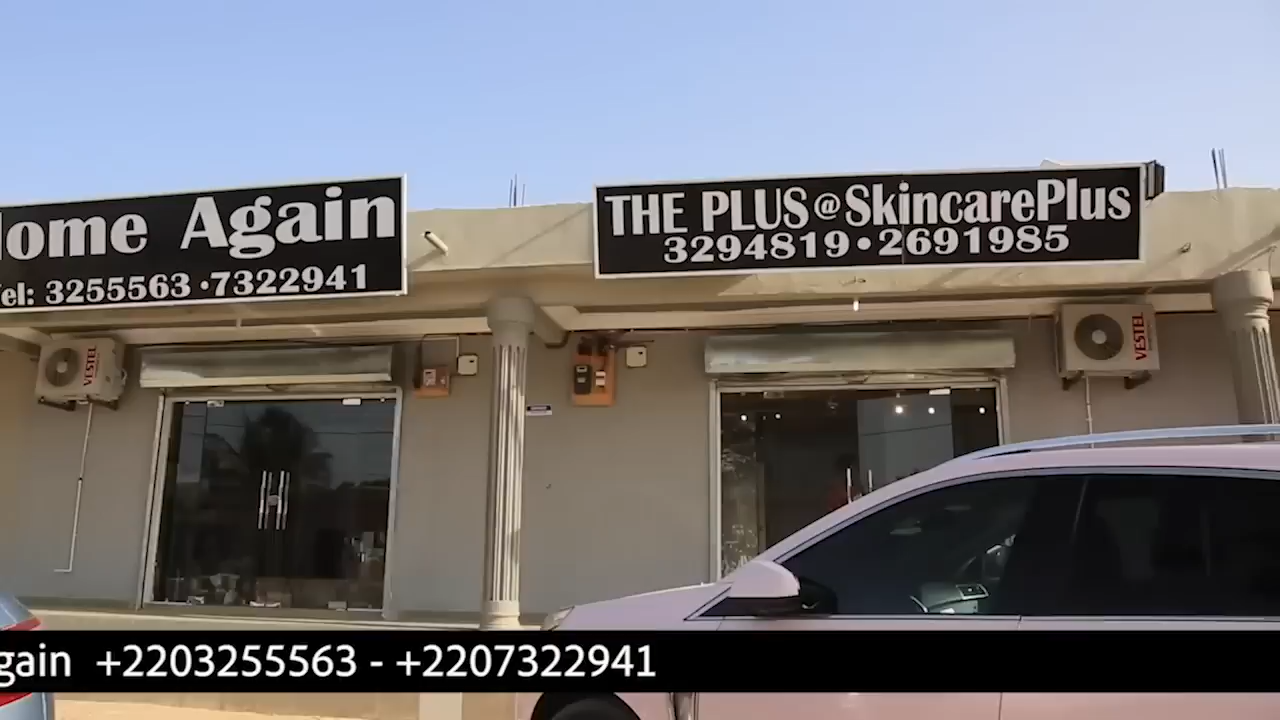 ome Again
el: 3255563 • 7322941
THE PLUS @ SkincarePlus
3294819 • 2691985
VESTEL
VESTEL
gain +2203255563 - +2207322941